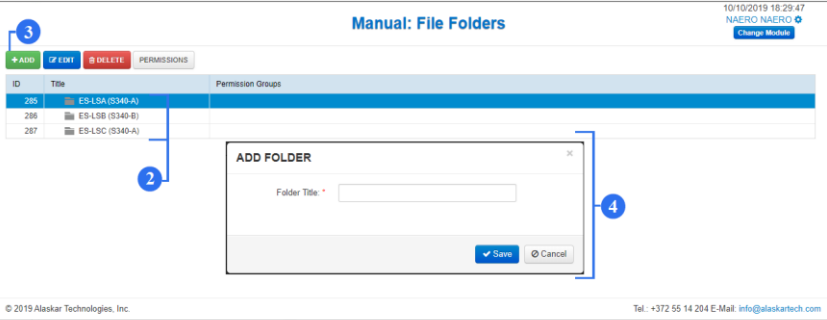 10/10/2019 18:29:47
Manual: File Folders
NAERO NAERO
Change Module
3
+ADD EDIT DELETE PERMISSIONS
ID Title Permission Groups
285 ES-LSA (S340-A)
286 ES-LSB (S340-B)
287 ES-LSC (S340-A)
ADD FOLDER ×
2
Folder Title: *
4
Save Cancel
© 2019 Alaskar Technologies, Inc. Tel.: +372 55 14 204 E-Mail: info@alaskartech.com